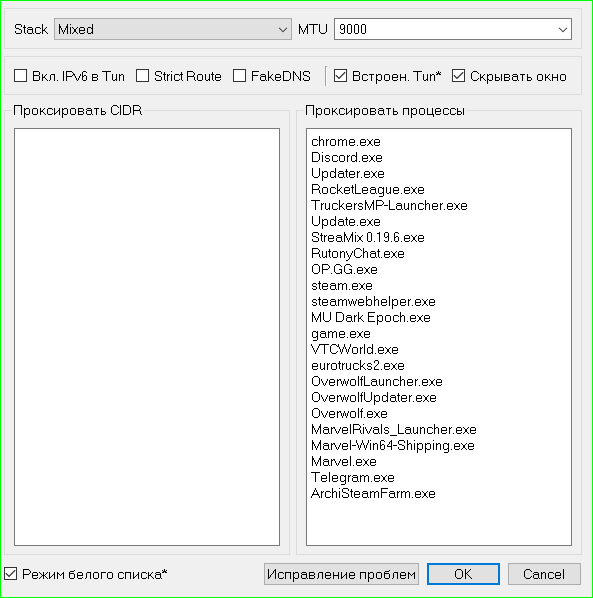 Stack Mixed MTU 9000
Вкл. IPv6 в Tun Strict Route FakeDNS Встроен. Tun* Скрывать окно
Проксировать CIDR
Проксировать процессы
chrome.exe
Discord.exe
Updater.exe
RocketLeague.exe
TruckersMP-Launcher.exe
Update.exe
StreaMix 0.19.6.exe
RutonyChat.exe
OP.GG.exe
steam.exe
steamwebhelper.exe
MU Dark Epoch.exe
game.exe
VTCWorld.exe
eurotrucks2.exe
OverwolfLauncher.exe
OverwolfUpdater.exe
Overwolf.exe
MarvelRivals_Launcher.exe
Marvel-Win64-Shipping.exe
Marvel.exe
Telegram.exe
ArchiSteamFarm.exe
Режим белого списка* Исправление проблем OK Cancel